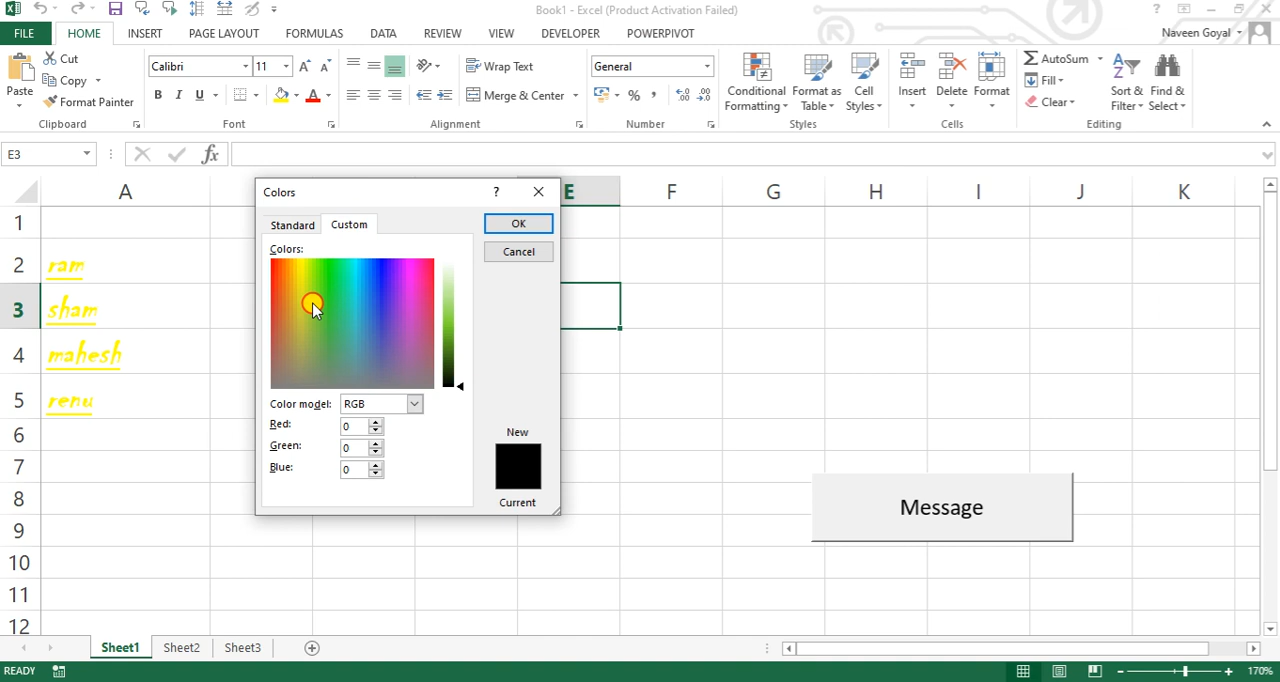 Book1 - Excel (Product Activation Failed)
?
FILE HOME INSERT PAGE LAYOUT FORMULAS DATA REVIEW VIEW DEVELOPER POWERPIVOT Naveen Goyal
Paste
Cut
Copy
Format Painter
Clipboard
Calibri 11
B I U A
Font
Wrap Text
Merge & Center
Alignment
General
% ,
Number
Conditional Formatting
Format as Table
Cell Styles
Styles
Insert
Delete
Format
Cells
AutoSum
Fill
Clear
Sort & Filter
Find & Select
Editing
E3
fx
A E F G H I J K
1
2 ram
3 sham
4 mahesh
5 renu
6
7
8
9
10
11
12
Colors ?
Standard Custom
Colors:
Color model: RGB
Red: 0
Green: 0
Blue: 0
OK
Cancel
New
Current
Message
Sheet1 Sheet2 Sheet3
READY
170%